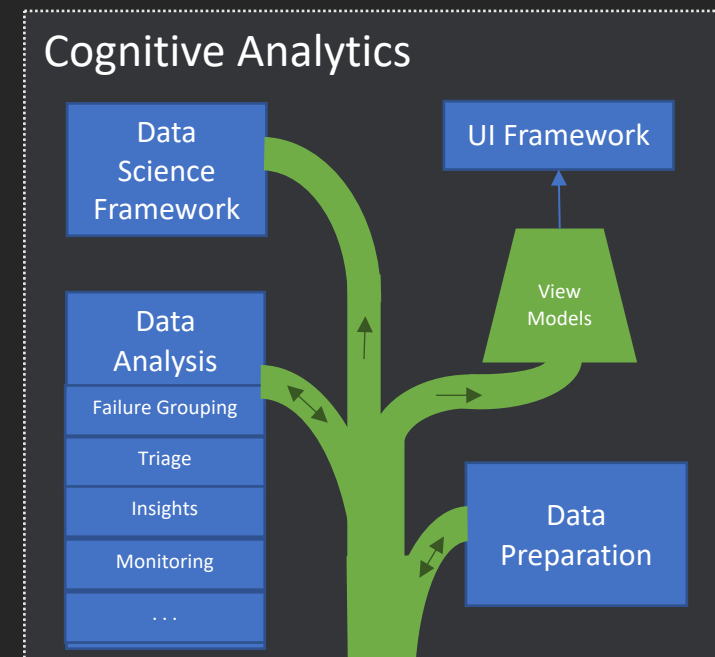 Cognitive Analytics
Data
Science
Framework
UI Framework
View
Models
Data
Analysis
Failure Grouping
Triage
Insights
Monitoring
. . .
Data
Preparation